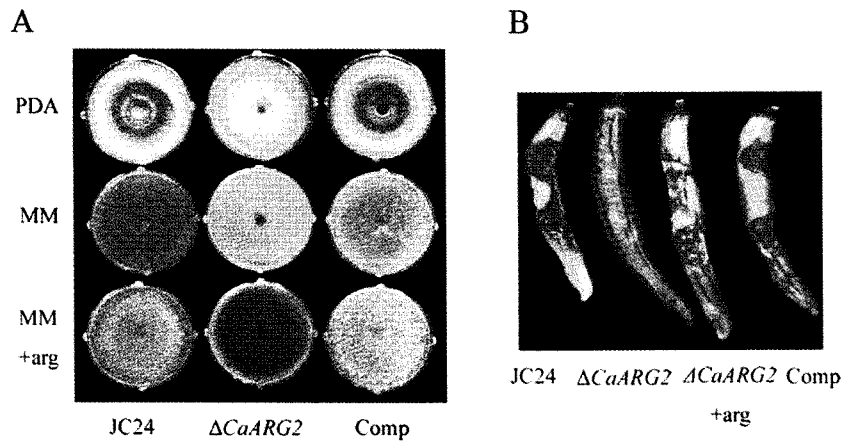 A
B
PDA
MM
MM
+arg
JC24 ΔCaARG2 Comp
JC24 ΔCaARG2 ΔCaARG2 Comp
+arg